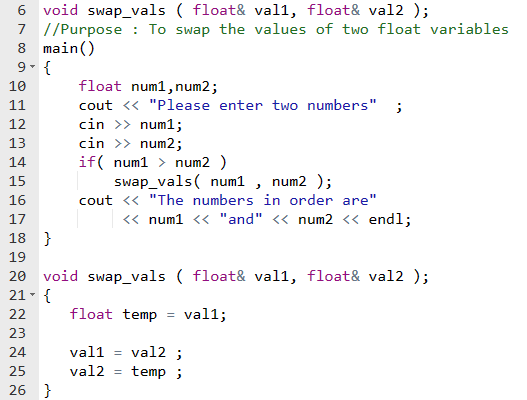 6 void swap_vals ( float& val1, float& val2 );
7 //Purpose : To swap the values of two float variables
8 main()
9 {
10     float num1,num2;
11     cout << "Please enter two numbers"  ;
12     cin >> num1;
13     cin >> num2;
14     if( num1 > num2 )
15         swap_vals( num1 , num2 );
16     cout << "The numbers in order are"
17          << num1 << "and" << num2 << endl;
18 }
19
20 void swap_vals ( float& val1, float& val2 );
21 {
22    float temp = val1;
23
24    val1 = val2 ;
25    val2 = temp ;
26 }